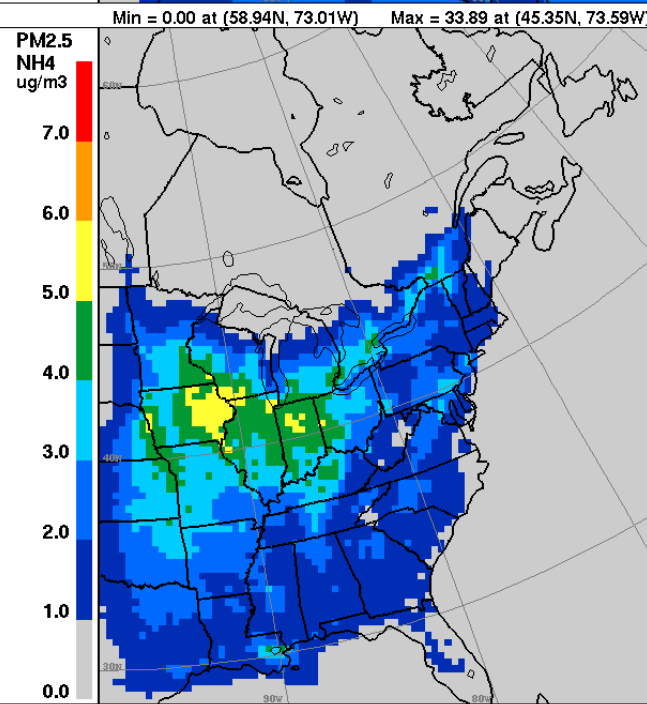 Min = 0.00 at (58.94N, 73.01W) Max = 33.89 at (45.35N, 73.59W)
PM2.5
NH4
ug/m3
7.0
6.0
5.0
4.0
3.0
2.0
1.0
0.0
40N
30N
90W
80W